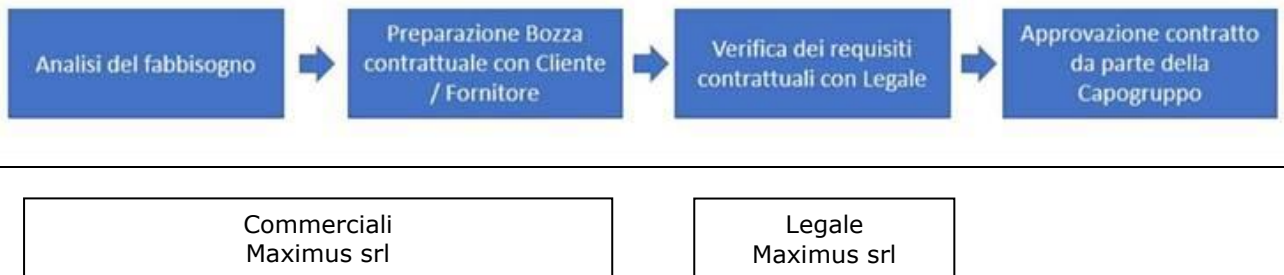 Analisi del fabbisogno
Preparazione Bozza
contrattuale con Cliente
/ Fornitore
Verifica dei requisiti
contrattuali con Legale
Approvazione contratto
da parte della
Capogruppo
Commerciali
Maximus srl
Legale
Maximus srl